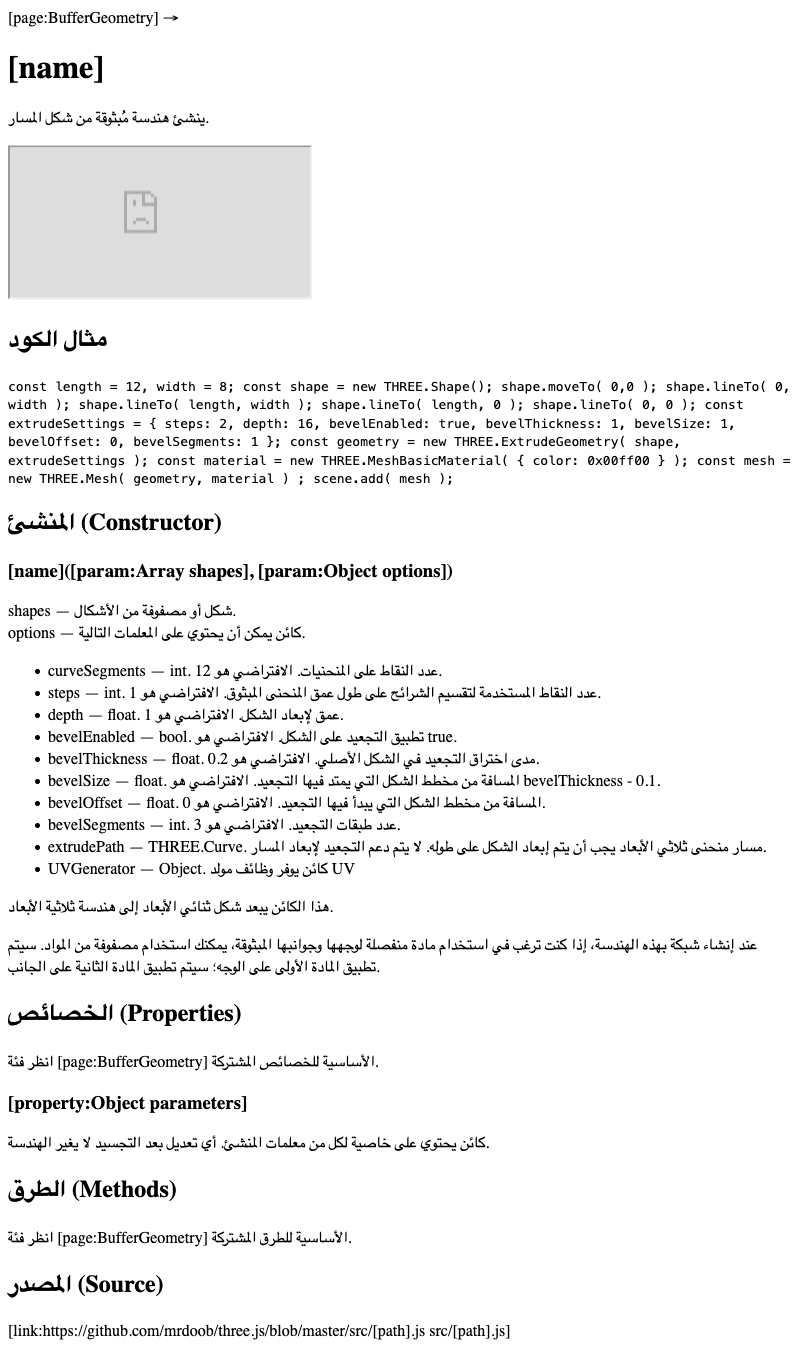 [page:BufferGeometry] →
[name]
ينشئ هندسة مُبثوقة من شكل المسار.
مثال الكود
const length = 12, width = 8; const shape = new THREE.Shape(); shape.moveTo( 0,0 ); shape.lineTo( 0,
width ); shape.lineTo( length, width ); shape.lineTo( length, 0 ); shape.lineTo( 0, 0 ); const
extrudeSettings = { steps: 2, depth: 16, bevelEnabled: true, bevelThickness: 1, bevelSize: 1,
bevelOffset: 0, bevelSegments: 1 }; const geometry = new THREE.ExtrudeGeometry( shape,
extrudeSettings ); const material = new THREE.MeshBasicMaterial( { color: 0x00ff00 } ); const mesh =
new THREE.Mesh( geometry, material ) ; scene.add( mesh );
المنشئ (Constructor)
[name]([param:Array shapes], [param:Object options])
shapes — شكل أو مصفوفة من الأشكال.
options — كائن يمكن أن يحتوي على المعلمات التالية.
• curveSegments — int. عدد النقاط على المنحنيات. الافتراضي هو 12.
• steps — int. عدد النقاط المستخدمة لتقسيم الشرائح على طول عمق المنحنى المبثوق. الافتراضي هو 1.
• depth — float. عمق لإبعاد الشكل. الافتراضي هو 1.
• bevelEnabled — bool. تطبيق التجعيد على الشكل. الافتراضي هو true.
• bevelThickness — float. مدى اختراق التجعيد في الشكل الأصلي. الافتراضي هو 0.2.
• bevelSize — float. المسافة من مخطط الشكل التي يمتد فيها التجعيد. الافتراضي هو bevelThickness - 0.1.
• bevelOffset — float. المسافة من مخطط الشكل التي يبدأ فيها التجعيد. الافتراضي هو 0.
• bevelSegments — int. عدد طبقات التجعيد. الافتراضي هو 3.
• extrudePath — THREE.Curve. مسار منحنى ثلاثي الأبعاد يجب أن يتم إبعاد الشكل على طوله. لا يتم دعم التجعيد لإبعاد المسار.
• UVGenerator — Object. كائن يوفر وظائف مولد UV
هذا الكائن يبعد شكل ثنائي الأبعاد إلى هندسة ثلاثية الأبعاد.
عند إنشاء شبكة بهذه الهندسة، إذا كنت ترغب في استخدام مادة منفصلة لوجهها وجوانبها المبثوقة، يمكنك استخدام مصفوفة من المواد. سيتم
تطبيق المادة الأولى على الوجه؛ سيتم تطبيق المادة الثانية على الجانب.
الخصائص (Properties)
انظر فئة [page:BufferGeometry] الأساسية للخصائص المشتركة.
[property:Object parameters]
كائن يحتوي على خاصية لكل من معلمات المنشئ. أي تعديل بعد التجسيد لا يغير الهندسة.
الطرق (Methods)
انظر فئة [page:BufferGeometry] الأساسية للطرق المشتركة.
المصدر (Source)
[link:https://github.com/mrdoob/three.js/blob/master/src/[path].js src/[path].js]